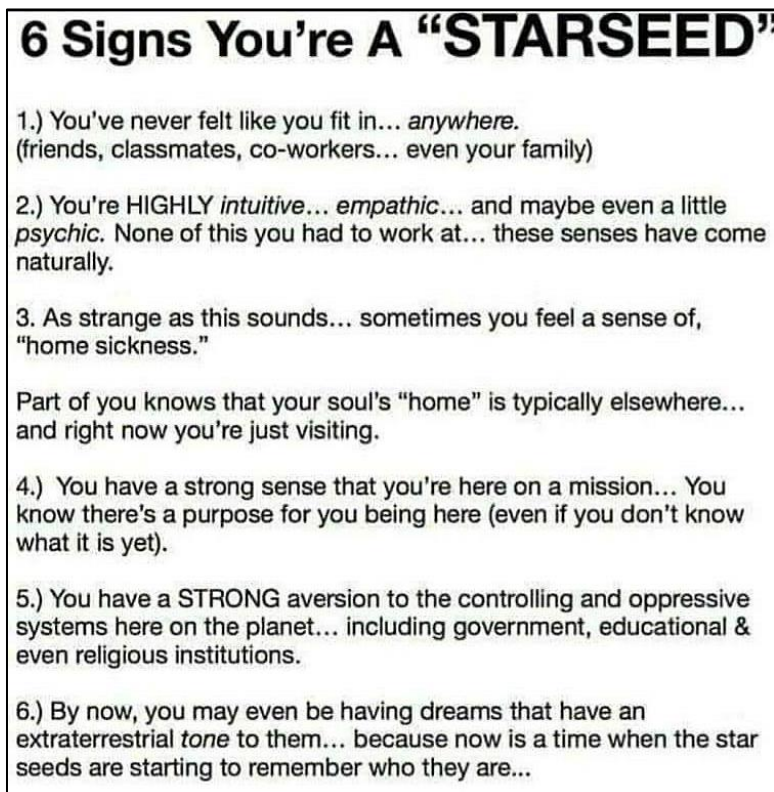 6 Signs You're A “STARSEED”
1.) You've never felt like you fit in... anywhere.
(friends, classmates, co-workers... even your family)
2.) You're HIGHLY intuitive... empathic... and maybe even a little
psychic. None of this you had to work at... these senses have come
naturally.
3. As strange as this sounds... sometimes you feel a sense of,
“home sickness.”
Part of you knows that your soul's “home” is typically elsewhere...
and right now you're just visiting.
4.) You have a strong sense that you're here on a mission... You
know there's a purpose for you being here (even if you don't know
what it is yet).
5.) You have a STRONG aversion to the controlling and oppressive
systems here on the planet... including government, educational &
even religious institutions.
6.) By now, you may even be having dreams that have an
extraterrestrial tone to them... because now is a time when the star
seeds are starting to remember who they are...